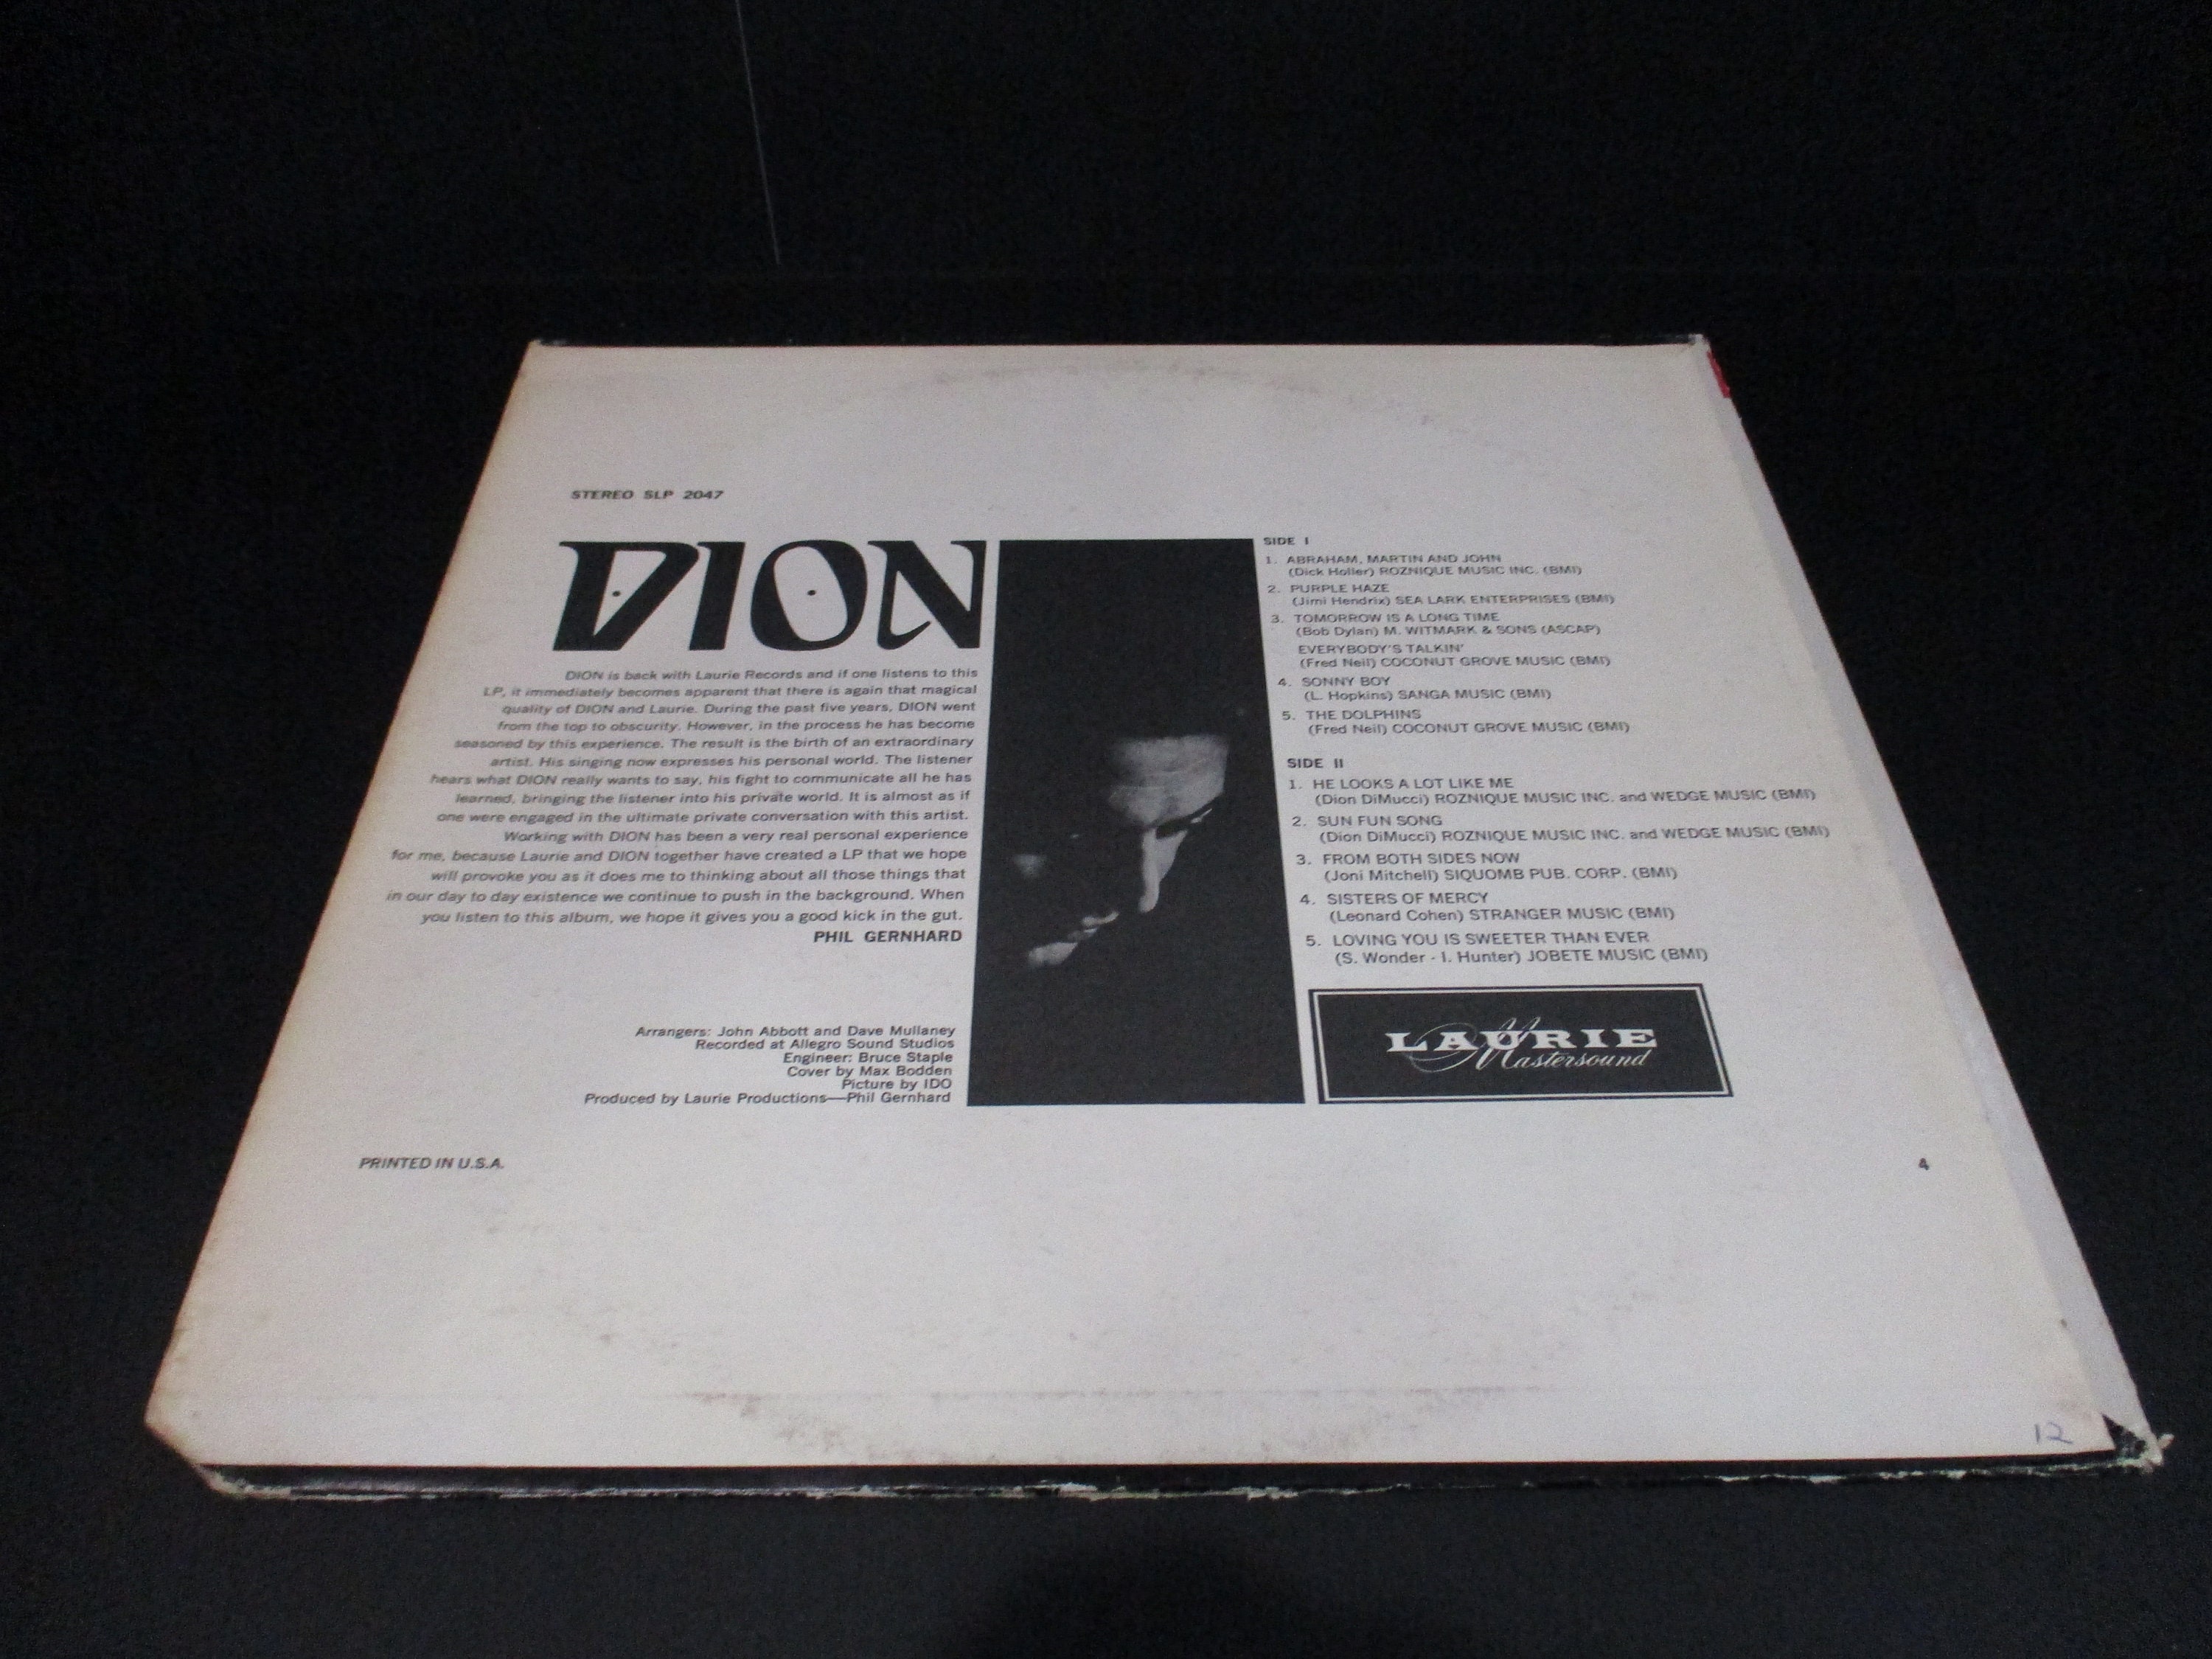 STEREO SLP 2047
DION
DION is back with Laurie Records and if one listens to this
LP, it immediately becomes apparent that there is again that magical
quality of DION and Laurie. During the past five years, DION went
from the top to obscurity. However, in the process he has become
seasoned by this experience. The result is the birth of an extraordinary
artist. His singing now expresses his personal world. The listener
hears what DION really wants to say, his fight to communicate all he has
learned, bringing the listener into his private world. It is almost as if
one were engaged in the ultimate private conversation with this artist.
Working with DION has been a very real personal experience
for me, because Laurie and DION together have created a LP that we hope
will provoke you as it does me to thinking about all those things that
in our day to day existence we continue to push in the background. When
you listen to this album, we hope it gives you a good kick in the gut.
PHIL GERNHARD
Arrangers: John Abbott and Dave Mullaney
Recorded at Allegro Sound Studios
Engineer: Bruce Staple
Cover by Max Bodden
Picture by IDO
Produced by Laurie Productions—Phil Gernhard
SIDE I
1. ABRAHAM, MARTIN AND JOHN
(Dick Holler) ROZNIQUE MUSIC INC. (BMI)
2. PURPLE HAZE
(Jimi Hendrix) SEA LARK ENTERPRISES (BMI)
3. TOMORROW IS A LONG TIME
(Bob Dylan) M. WITMARK & SONS (ASCAP)
EVERYBODY'S TALKIN'
(Fred Neil) COCONUT GROVE MUSIC (BMI)
4. SONNY BOY
(L. Hopkins) SANGA MUSIC (BMI)
5. THE DOLPHINS
(Fred Neil) COCONUT GROVE MUSIC (BMI)
SIDE II
1. HE LOOKS A LOT LIKE ME
(Dion DiMucci) ROZNIQUE MUSIC INC. and WEDGE MUSIC (BMI)
2. SUN FUN SONG
(Dion DiMucci) ROZNIQUE MUSIC INC. and WEDGE MUSIC (BMI)
3. FROM BOTH SIDES NOW
(Joni Mitchell) SIQUOMB PUB. CORP. (BMI)
4. SISTERS OF MERCY
(Leonard Cohen) STRANGER MUSIC (BMI)
5. LOVING YOU IS SWEETER THAN EVER
(S. Wonder - I. Hunter) JOBETE MUSIC (BMI)
LAURIE
Mastersound
PRINTED IN U.S.A.
4
12